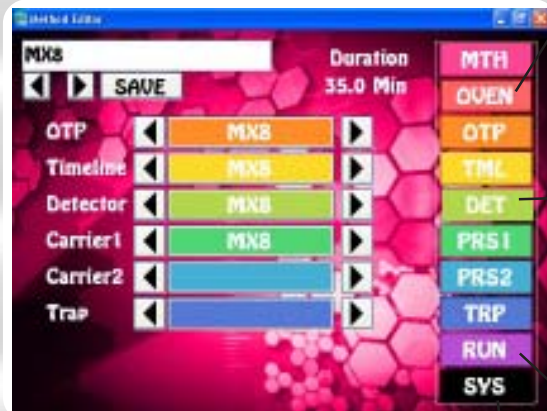 Method Editor
MX8
Duration
SAVE
35.0 Min
OTP MX8
Timeline MX8
Detector MX8
Carrier1 MX8
Carrier2
Trap
MTH
OVEN
OTP
TML
DET
PRS1
PRS2
TRP
RUN
SYS